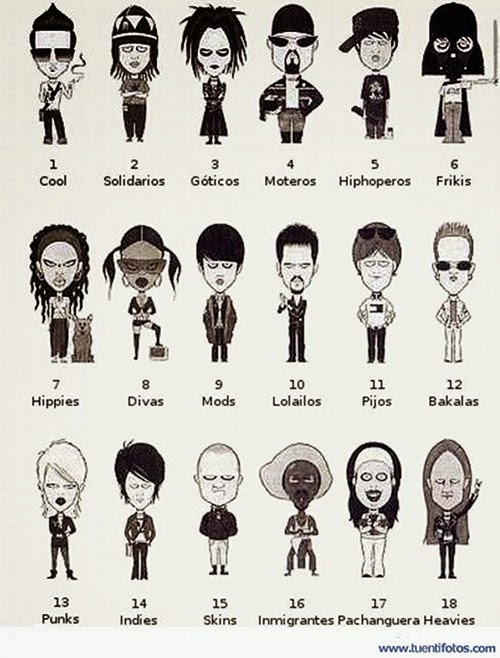 1 2 3 4 5 6
Cool Solidarios Góticos Moteros Hiphoperos Frikis
7 8 9 10 11 12
Hippies Divas Mods Lolailos Pijos Bakalas
13 14 15 16 17 18
Punks Indies Skins Inmigrantes Pachanguera Heavies
www.tuentifotos.com